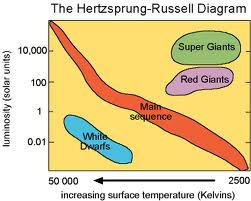 The Hertzsprung-Russell Diagram
luminosity (solar units)
10,000
100
1
0.01
Super Giants
Red Giants
Main
sequence
White
Dwarfs
50 000
2500
increasing surface temperature (Kelvins)